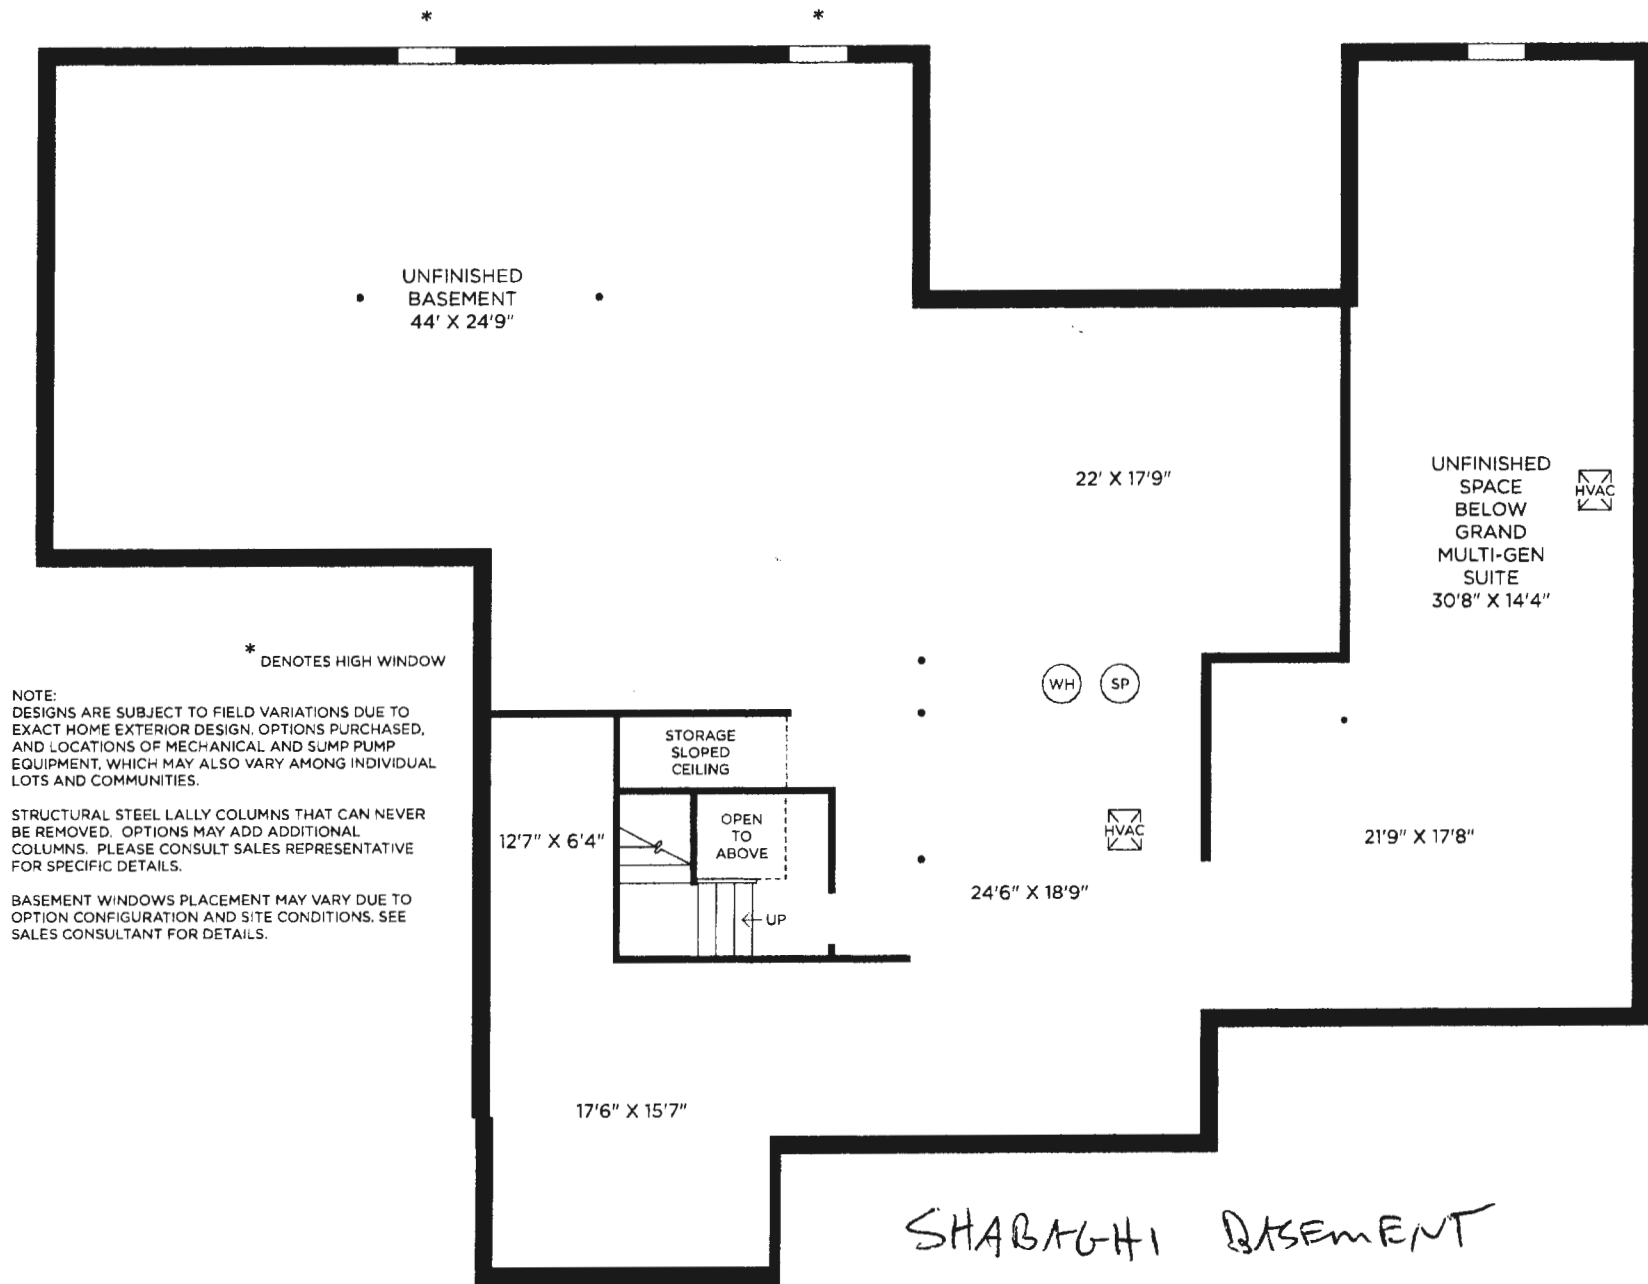 *
*
UNFINISHED
BASEMENT
44' X 24'9"
22' X 17'9"
UNFINISHED
SPACE
BELOW
GRAND
MULTI-GEN
SUITE
30'8" X 14'4"
HVAC
* DENOTES HIGH WINDOW
NOTE:
DESIGNS ARE SUBJECT TO FIELD VARIATIONS DUE TO
EXACT HOME EXTERIOR DESIGN, OPTIONS PURCHASED,
AND LOCATIONS OF MECHANICAL AND SUMP PUMP
EQUIPMENT, WHICH MAY ALSO VARY AMONG INDIVIDUAL
LOTS AND COMMUNITIES.
STRUCTURAL STEEL LALLY COLUMNS THAT CAN NEVER
BE REMOVED. OPTIONS MAY ADD ADDITIONAL
COLUMNS. PLEASE CONSULT SALES REPRESENTATIVE
FOR SPECIFIC DETAILS.
BASEMENT WINDOWS PLACEMENT MAY VARY DUE TO
OPTION CONFIGURATION AND SITE CONDITIONS. SEE
SALES CONSULTANT FOR DETAILS.
WH
SP
STORAGE
SLOPED
CEILING
OPEN
TO
ABOVE
12'7" X 6'4"
UP
HVAC
24'6" X 18'9"
21'9" X 17'8"
17'6" X 15'7"
SHABAGHI BASEMENT